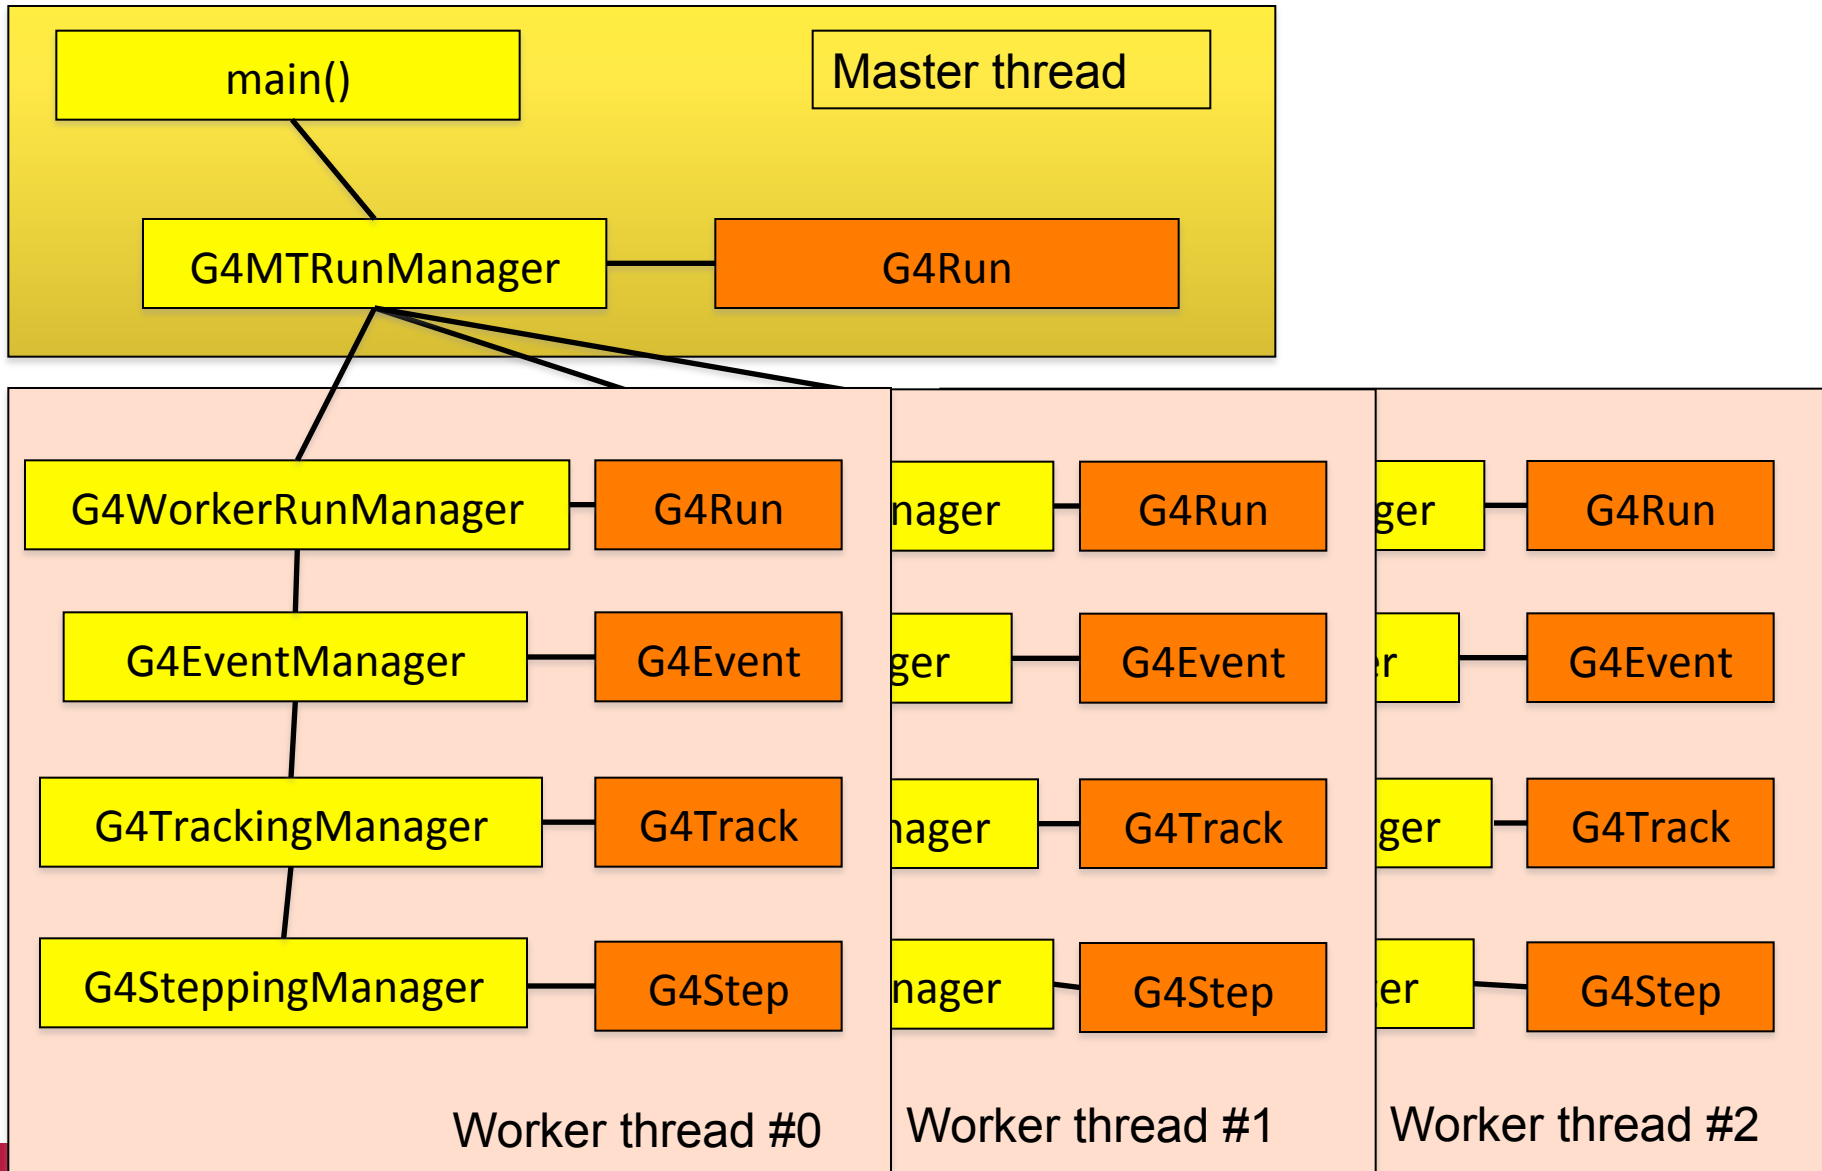 main()
Master thread
G4MTRunManager
G4Run
G4WorkerRunManager
G4Run
nager
G4Run
ger
G4Run
G4EventManager
G4Event
ger
G4Event
er
G4Event
G4TrackingManager
G4Track
nager
G4Track
ger
G4Track
G4SteppingManager
G4Step
nager
G4Step
er
G4Step
Worker thread #0
Worker thread #1
Worker thread #2